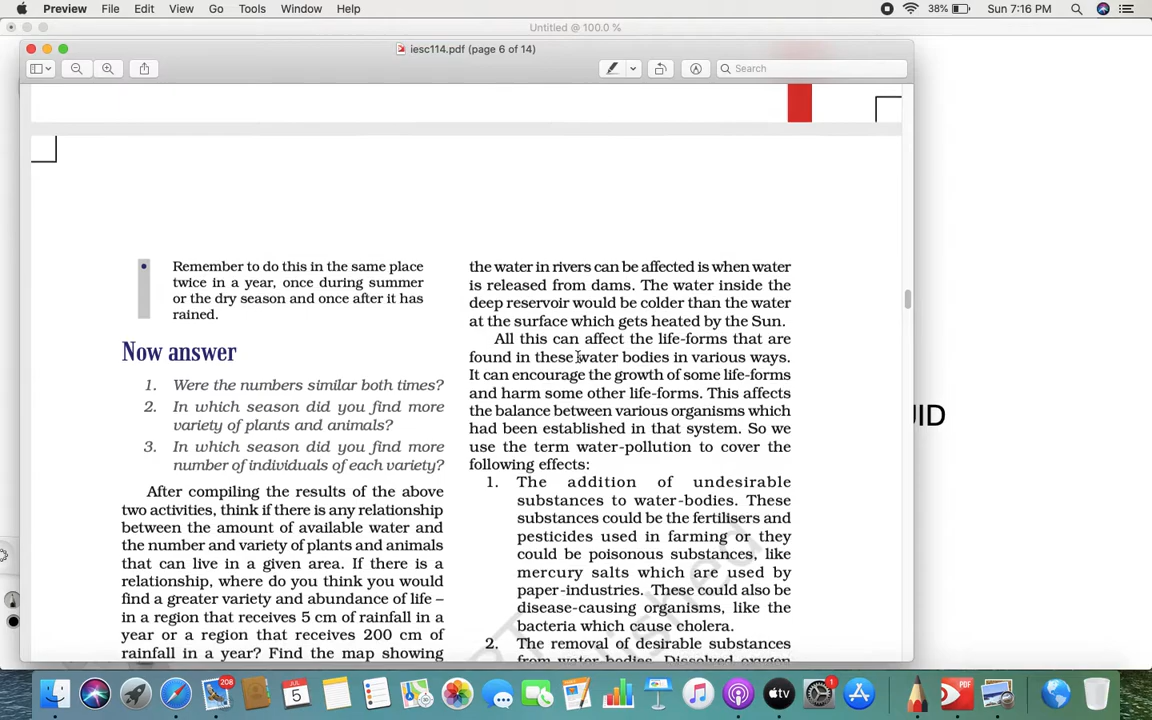 Preview File Edit View Go Tools Window Help 38% Sun 7:16 PM
Untitled @ 100.0 %
iesc114.pdf (page 6 of 14)
Search
Remember to do this in the same place
twice in a year, once during summer
or the dry season and once after it has
rained.
Now answer
1. Were the numbers similar both times?
2. In which season did you find more
variety of plants and animals?
3. In which season did you find more
number of individuals of each variety?
After compiling the results of the above
two activities, think if there is any relationship
between the amount of available water and
the number and variety of plants and animals
that can live in a given area. If there is a
relationship, where do you think you would
find a greater variety and abundance of life –
in a region that receives 5 cm of rainfall in a
year or a region that receives 200 cm of
rainfall in a year? Find the map showing
the water in rivers can be affected is when water
is released from dams. The water inside the
deep reservoir would be colder than the water
at the surface which gets heated by the Sun.
All this can affect the life-forms that are
found in these water bodies in various ways.
It can encourage the growth of some life-forms
and harm some other life-forms. This affects
the balance between various organisms which
had been established in that system. So we
use the term water-pollution to cover the
following effects:
1. The addition of undesirable
substances to water-bodies. These
substances could be the fertilisers and
pesticides used in farming or they
could be poisonous substances, like
mercury salts which are used by
paper-industries. These could also be
disease-causing organisms, like the
bacteria which cause cholera.
2. The removal of desirable substances
from water-bodies. Dissolved oxygen
UID
208
JUL
5
tv
1
PDF